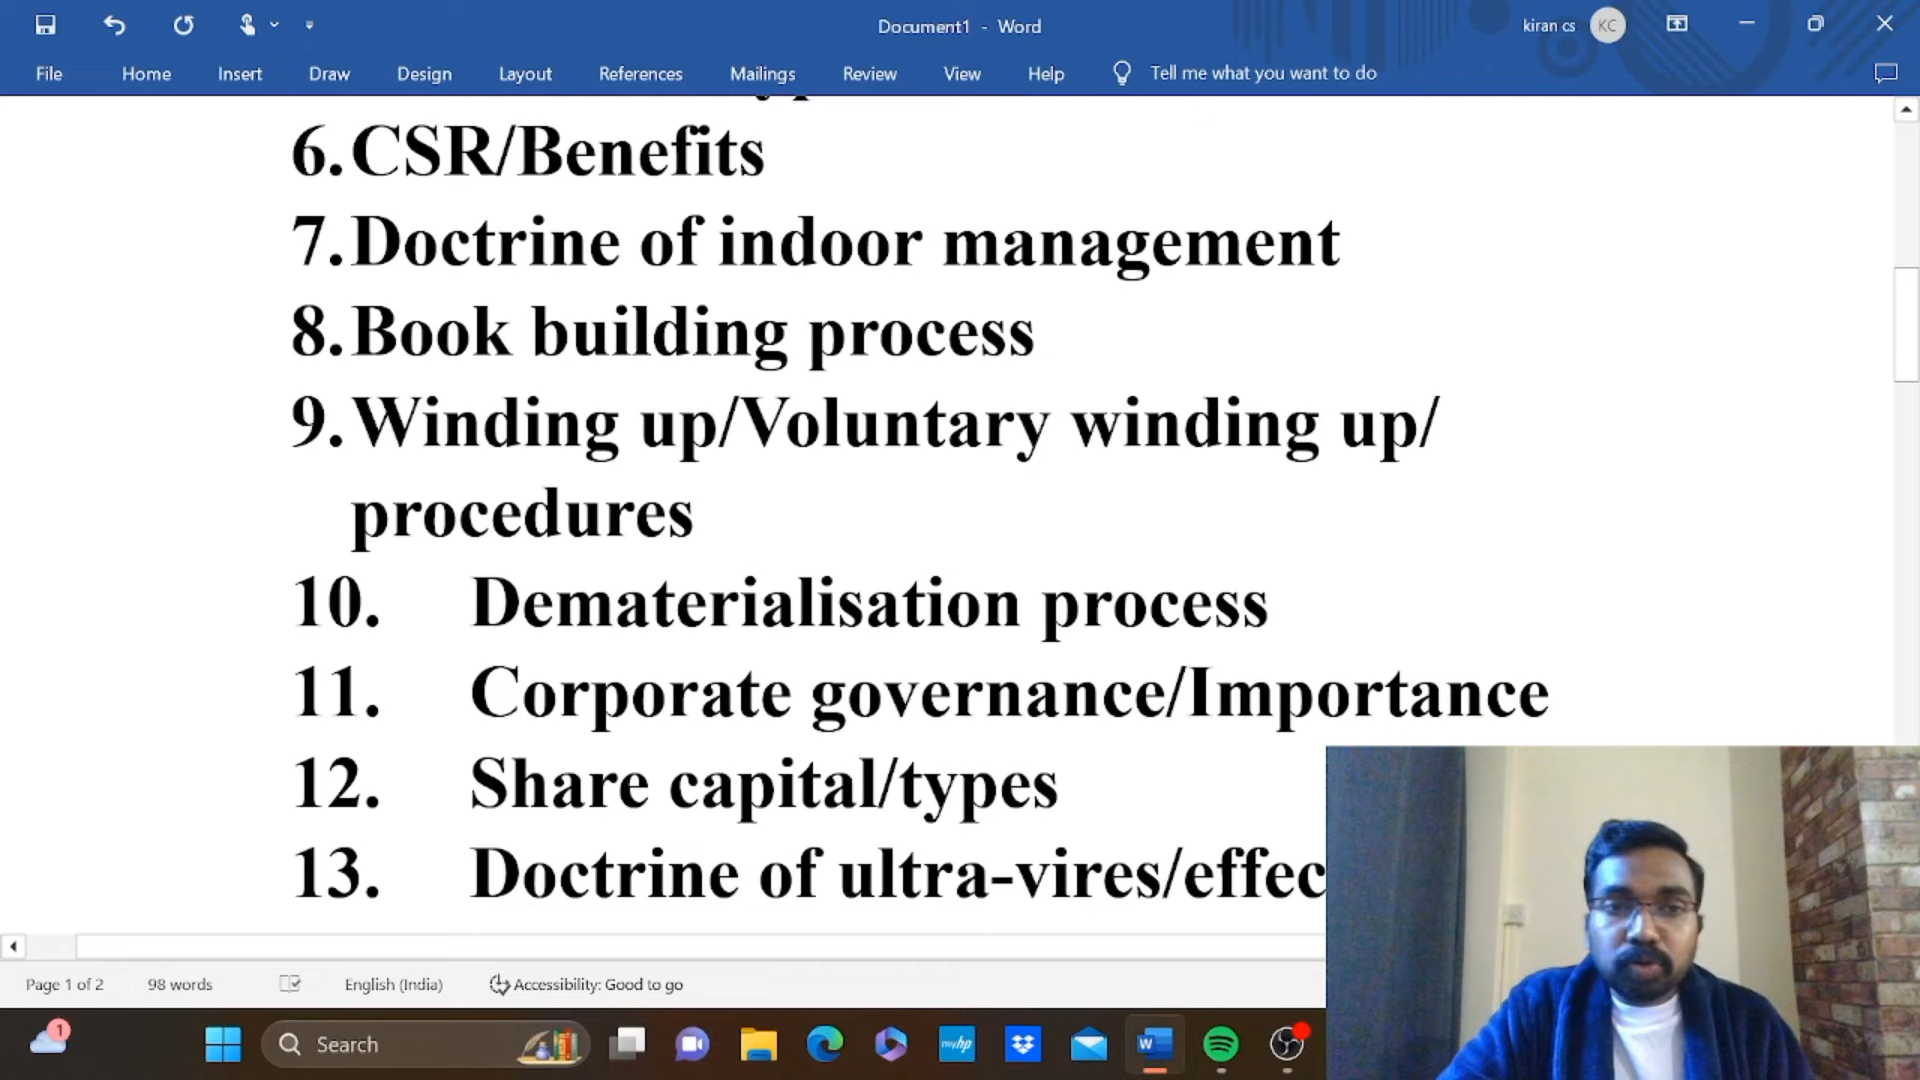 Document1 - Word
kiran cs
KC
File
Home
Insert
Draw
Design
Layout
References
Mailings
Review
View
Help
Tell me what you want to do
6. CSR/Benefits
7. Doctrine of indoor management
8. Book building process
9. Winding up/Voluntary winding up/
procedures
10. Dematerialisation process
11. Corporate governance/Importance
12. Share capital/types
13. Doctrine of ultra-vires/effec
Page 1 of 2
98 words
English (India)
Accessibility: Good to go
1
Search
myhp
W